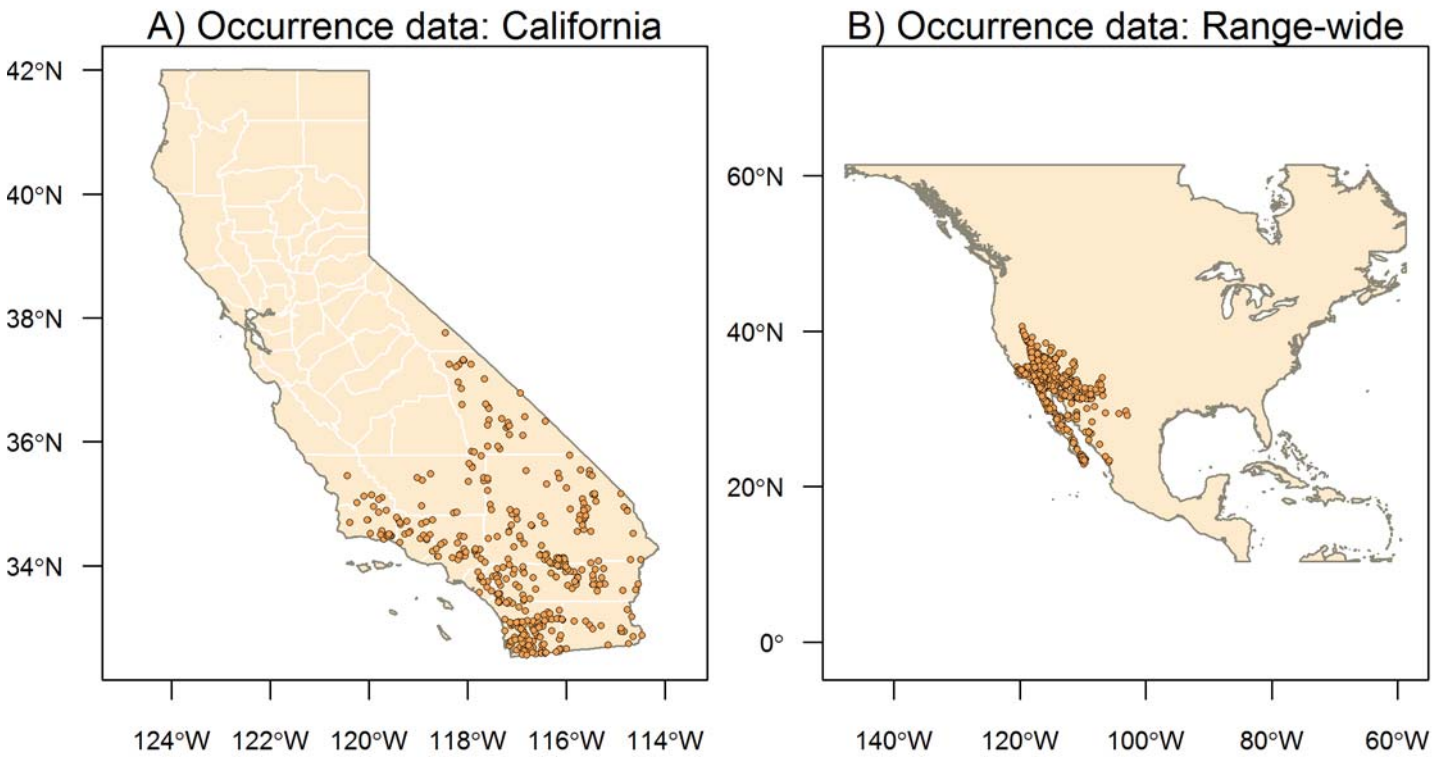 A) Occurrence data: California
42°N
40°N
38°N
36°N
34°N
124°W 122°W 120°W 118°W 116°W 114°W
B) Occurrence data: Range-wide
60°N
40°N
20°N
0°
140°W 120°W 100°W 80°W 60°W